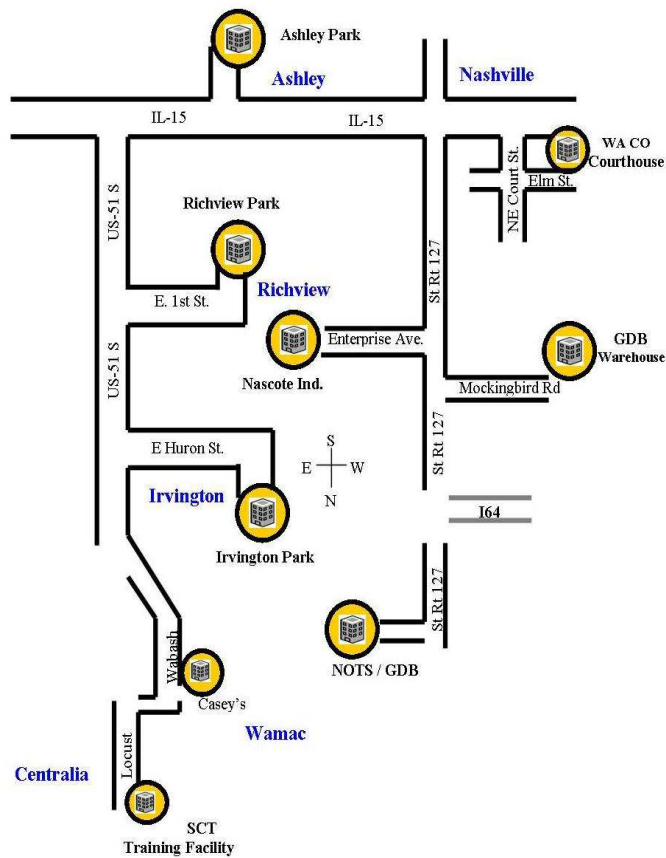 Ashley Park
Ashley
Nashville
IL-15
IL-15
WA CO
Courthouse
Elm St.
NE Court St.
US-51 S
Richview Park
St Rt 127
E. 1st St.
Richview
Enterprise Ave.
GDB
Warehouse
US-51 S
Nascote Ind.
Mockingbird Rd
E Huron St.
S
E W
N
St Rt 127
Irvington
I64
Irvington Park
St Rt 127
Wabash
NOTS / GDB
Casey's
Wamac
Centralia
Locust
SCT
Training Facility